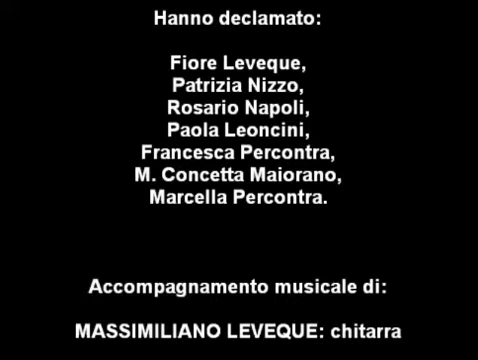 Hanno declamato:
Fiore Leveque,
Patrizia Nizzo,
Rosario Napoli,
Paola Leoncini,
Francesca Percontra,
M. Concetta Maiorano,
Marcella Percontra.
Accompagnamento musicale di:
MASSIMILIANO LEVEQUE: chitarra